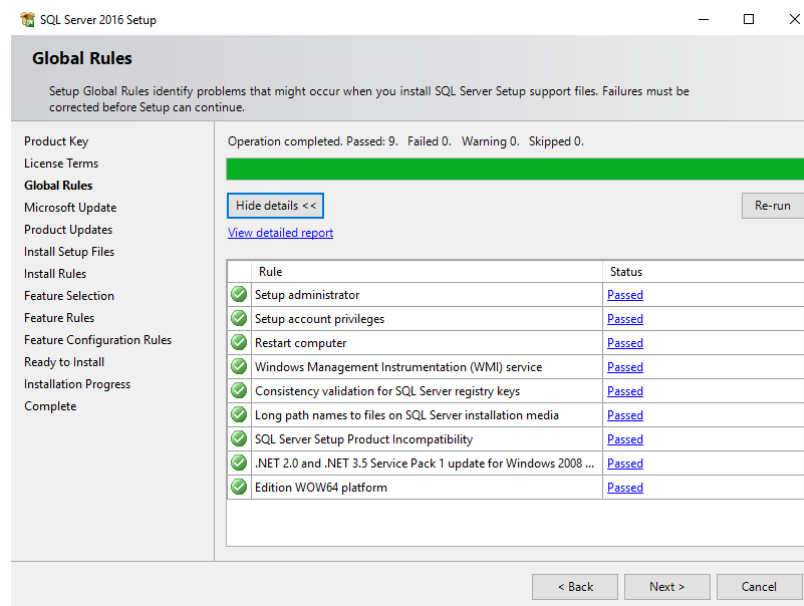 SQL Server 2016 Setup
Global Rules
Setup Global Rules identify problems that might occur when you install SQL Server Setup support files. Failures must be
corrected before Setup can continue.
Product Key
License Terms
Global Rules
Microsoft Update
Product Updates
Install Setup Files
Install Rules
Feature Selection
Feature Rules
Feature Configuration Rules
Ready to Install
Installation Progress
Complete
Operation completed. Passed: 9. Failed 0. Warning 0. Skipped 0.
Hide details <<
Re-run
View detailed report
Rule Status
Setup administrator Passed
Setup account privileges Passed
Restart computer Passed
Windows Management Instrumentation (WMI) service Passed
Consistency validation for SQL Server registry keys Passed
Long path names to files on SQL Server installation media Passed
SQL Server Setup Product Incompatibility Passed
.NET 2.0 and .NET 3.5 Service Pack 1 update for Windows 2008 ... Passed
Edition WOW64 platform Passed
< Back Next > Cancel